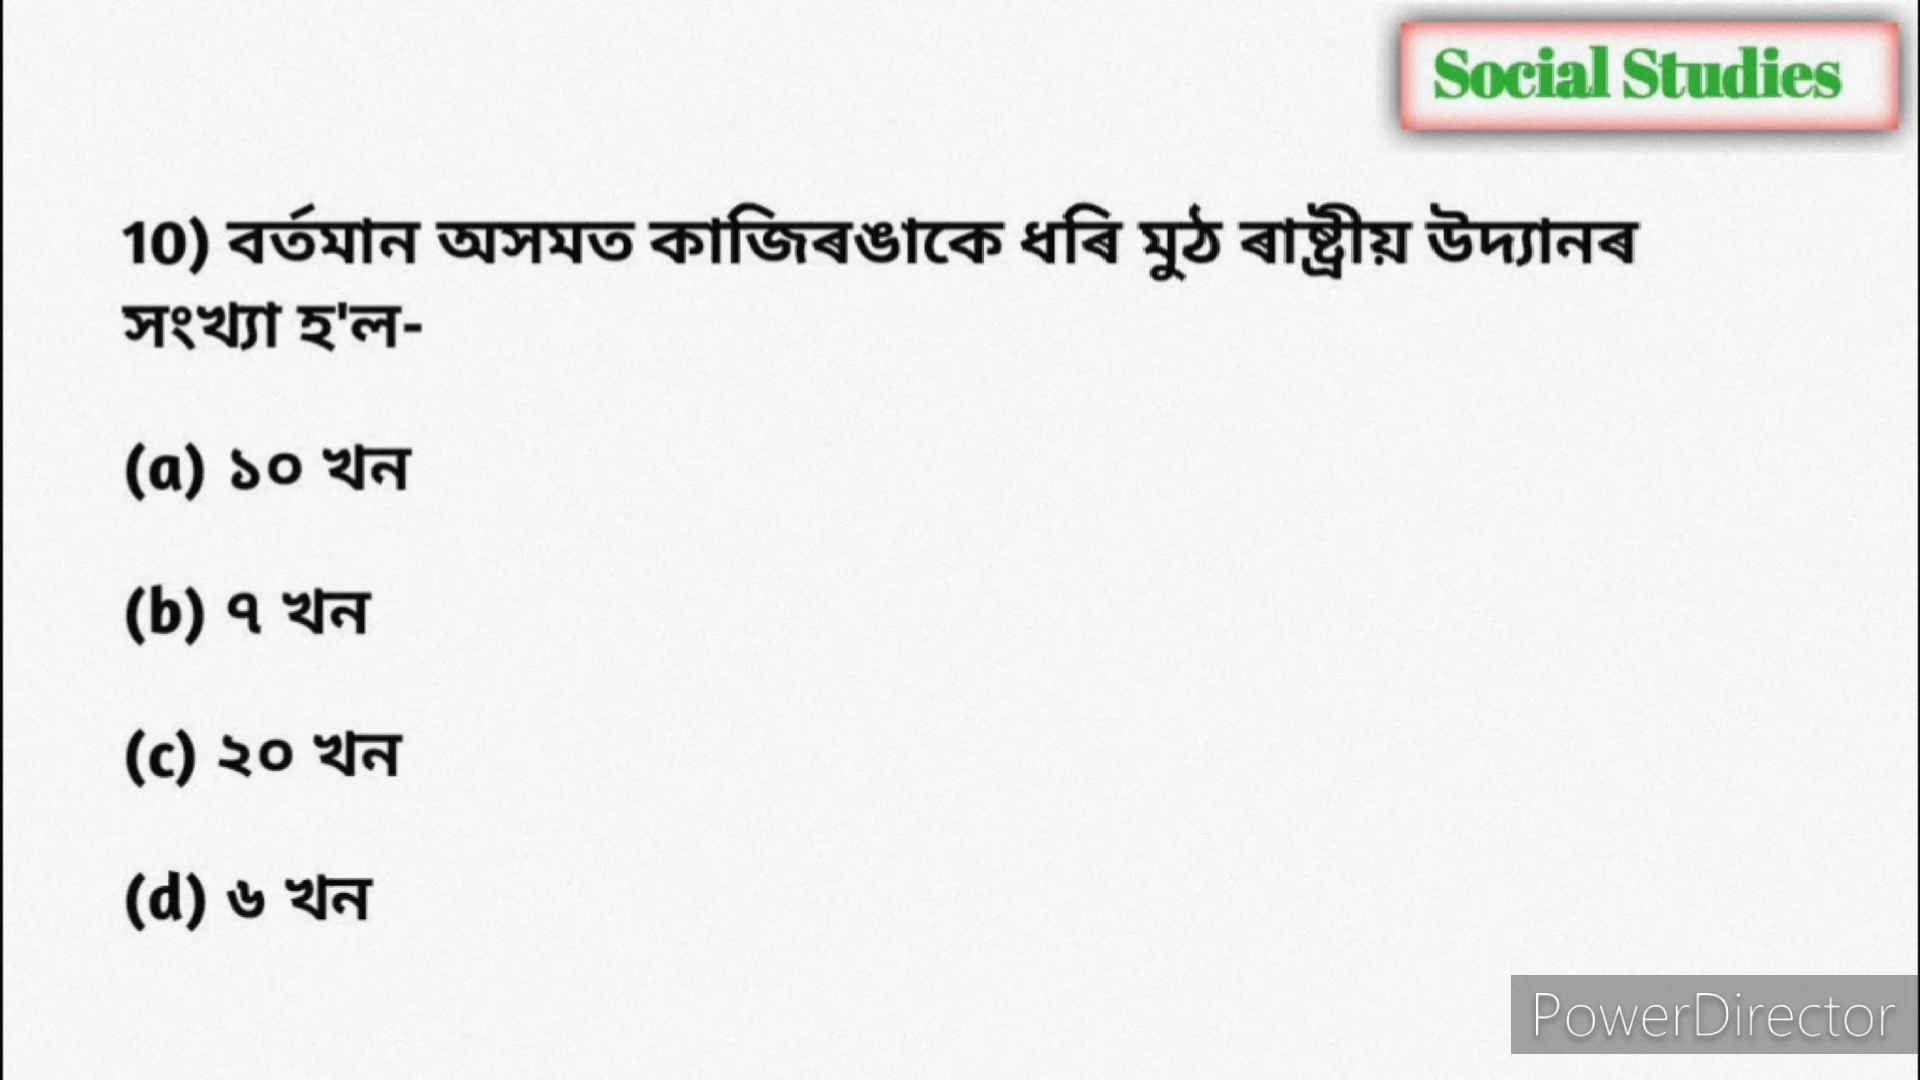 Social Studies
10) বৰ্তমান অসমত কাজিৰঙাকে ধৰি মুঠ ৰাষ্ট্ৰীয় উদ্যানৰ
সংখ্যা হ'ল-
(a) ১০ খন
(b) ৭ খন
(c) ২০ খন
(d) ৬ খন
PowerDirector